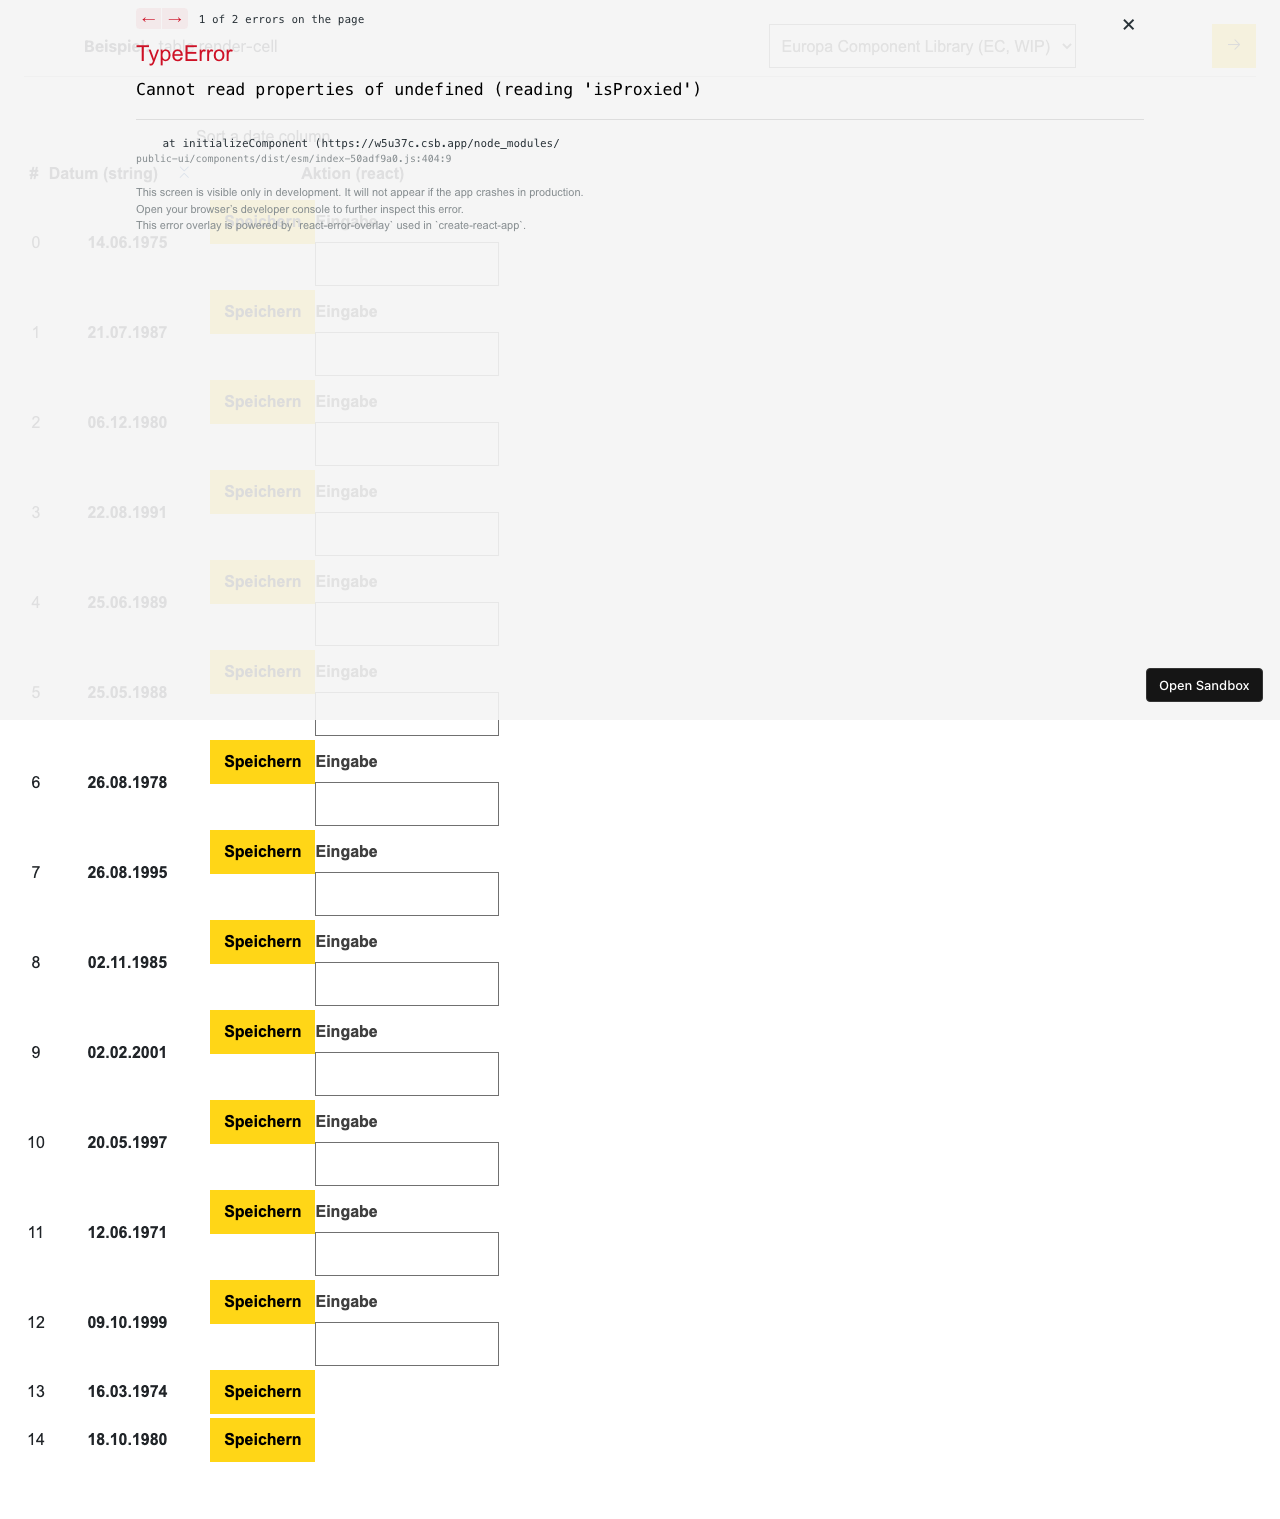 ← → 1 of 2 errors on the page
×
Beispiel table render-cell
Europa Component Library (EC, WIP)
→
TypeError
Cannot read properties of undefined (reading 'isProxied')
Sort a date column
at initializeComponent (https://w5u37c.csb.app/node_modules/
public-ui/components/dist/esm/index-50adf9a0.js:404:9
# Datum (string) Aktion (react)
This screen is visible only in development. It will not appear if the app crashes in production.
Open your browser's developer console to further inspect this error.
This error overlay is powered by `react-error-overlay` used in `create-react-app`.
Speichern Eingabe
0 14.06.1975
Speichern Eingabe
1 21.07.1987
Speichern Eingabe
2 06.12.1980
Speichern Eingabe
3 22.08.1991
Speichern Eingabe
4 25.06.1989
Speichern Eingabe
5 25.05.1988
Open Sandbox
Speichern Eingabe
6 26.08.1978
Speichern Eingabe
7 26.08.1995
Speichern Eingabe
8 02.11.1985
Speichern Eingabe
9 02.02.2001
Speichern Eingabe
10 20.05.1997
Speichern Eingabe
11 12.06.1971
Speichern Eingabe
12 09.10.1999
13 16.03.1974 Speichern
14 18.10.1980 Speichern